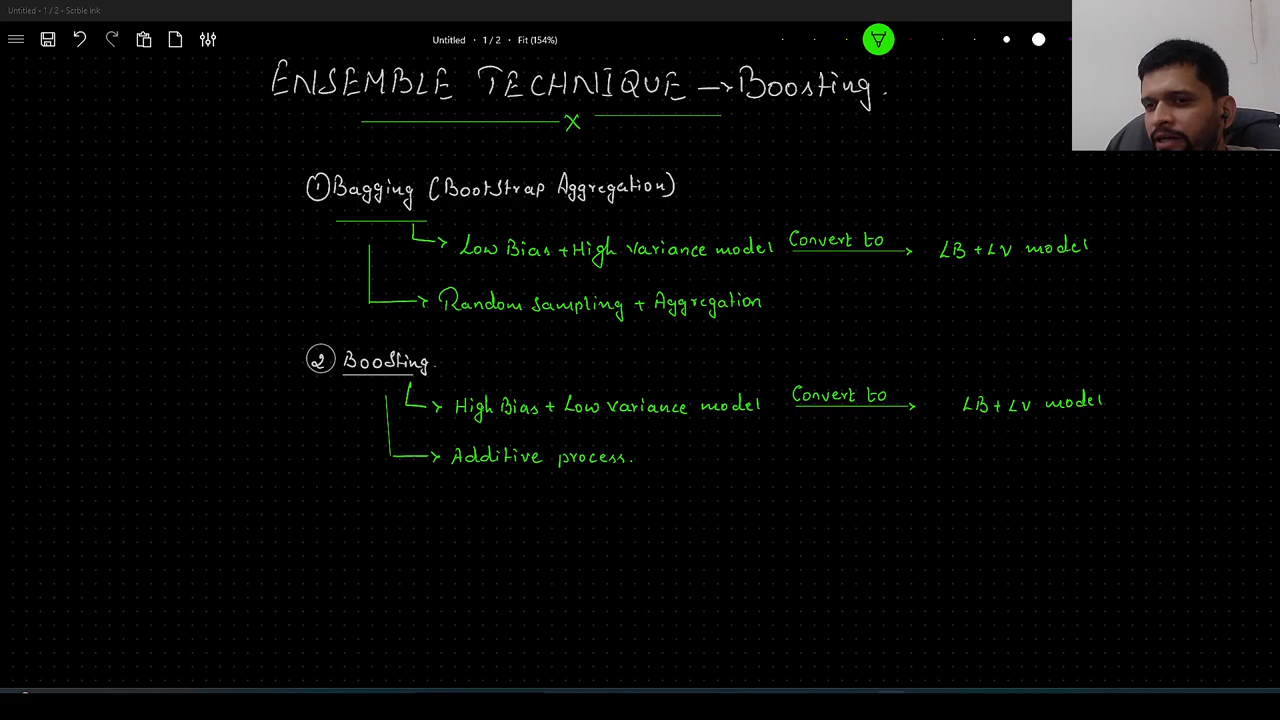 Untitled • 1 / 2 • Scrble Ink
Untitled • 1 / 2 • Fit (154%)
ENSEMBLE TECHNIQUE → Boosting.
X
① Bagging (Bootstrap Aggregation)
Low Bias + High variance model Convert to → LB + LV model
Random sampling + Aggregation
② Boosting.
High Bias + Low variance model Convert to → LB + LV model
Additive process.